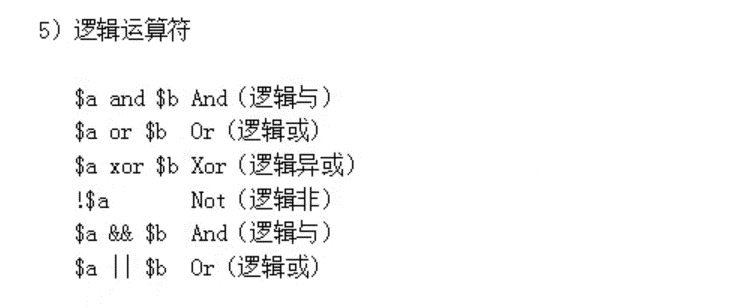 5）逻辑运算符
$a and $b And（逻辑与）
$a or $b Or（逻辑或）
$a xor $b Xor（逻辑异或）
!$a Not（逻辑非）
$a && $b And（逻辑与）
$a || $b Or（逻辑或）